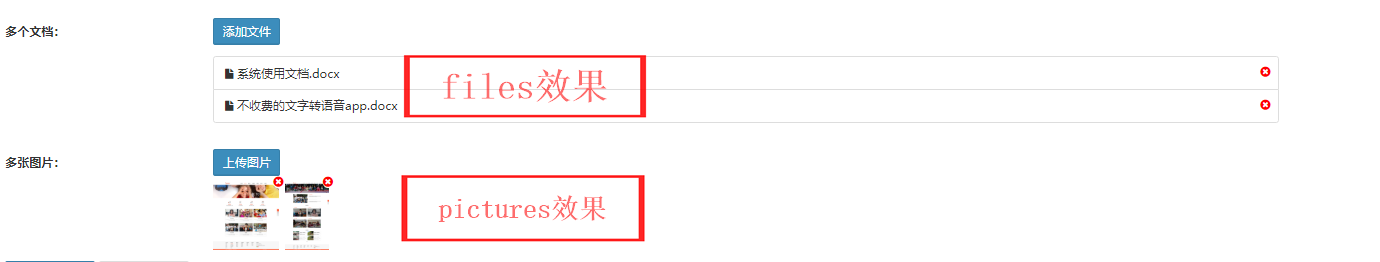 多个文档:
添加文件
系统使用文档.docx
files效果
不收费的文字转语音app.docx
多张图片:
上传图片
pictures效果